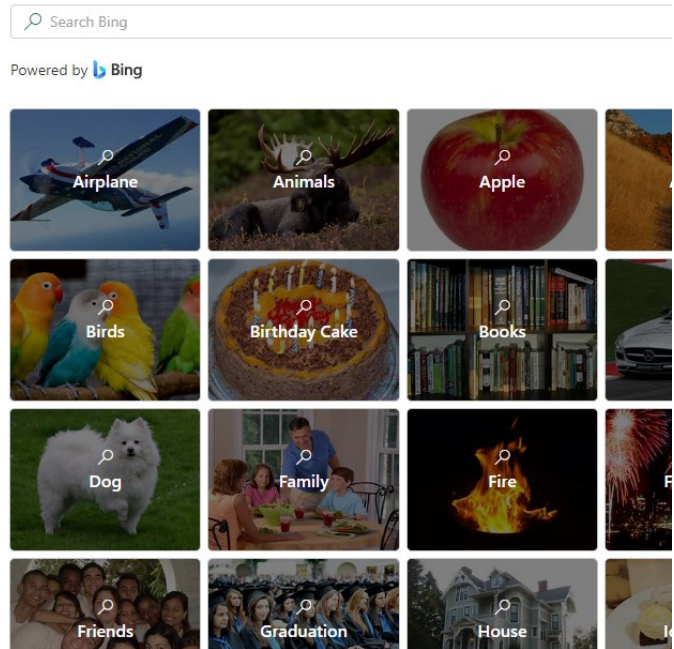 Search Bing
Powered by Bing
Airplane
Animals
Apple
Birds
Birthday Cake
Books
Dog
Family
Fire
Friends
Graduation
House